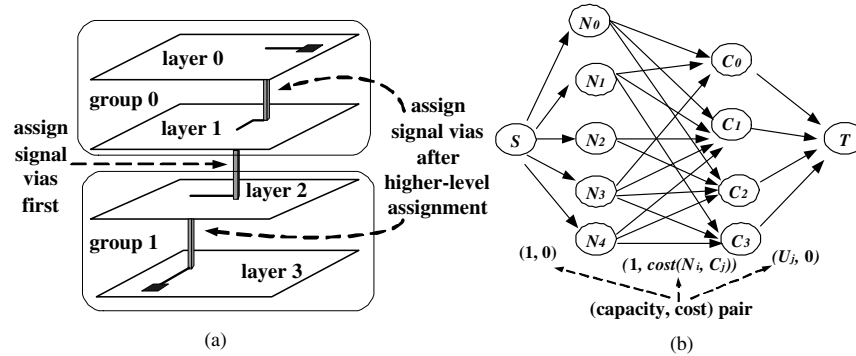 layer 0
group 0
layer 1
assign
signal
vias
first
assign
signal vias
after
higher-level
assignment
layer 2
group 1
layer 3
(a)
N0
N1
N2
N3
N4
S
C0
C1
C2
C3
T
(1, 0)
(1, cost(Ni, Cj))
(Uj, 0)
(capacity, cost) pair
(b)